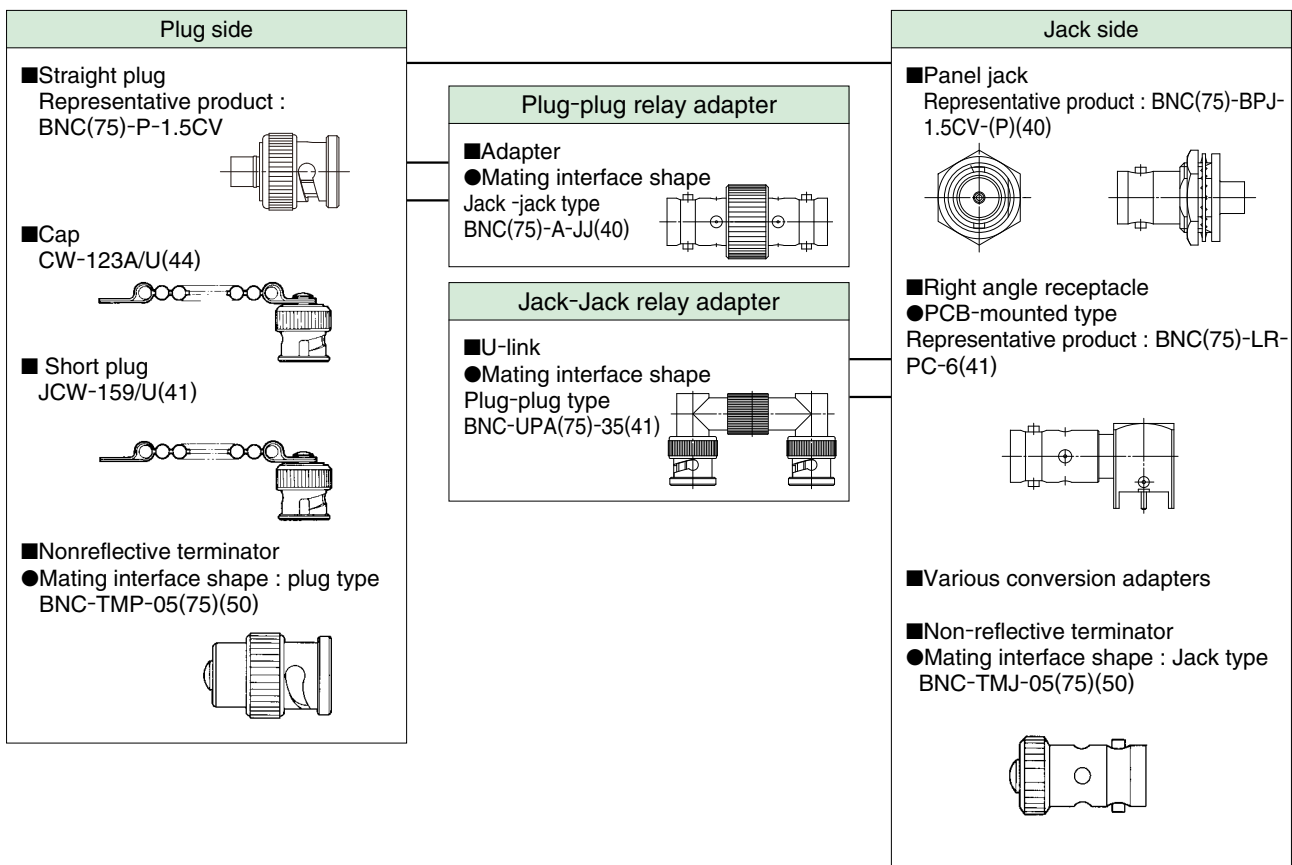 Plug side
■Straight plug
Representative product :
BNC(75)-P-1.5CV
■Cap
CW-123A/U(44)
■ Short plug
JCW-159/U(41)
■Nonreflective terminator
●Mating interface shape : plug type
BNC-TMP-05(75)(50)
Plug-plug relay adapter
■Adapter
●Mating interface shape
Jack -jack type
BNC(75)-A-JJ(40)
Jack-Jack relay adapter
■U-link
●Mating interface shape
Plug-plug type
BNC-UPA(75)-35(41)
Jack side
■Panel jack
Representative product : BNC(75)-BPJ-
1.5CV-(P)(40)
■Right angle receptacle
●PCB-mounted type
Representative product : BNC(75)-LR-
PC-6(41)
■Various conversion adapters
■Non-reflective terminator
●Mating interface shape : Jack type
BNC-TMJ-05(75)(50)